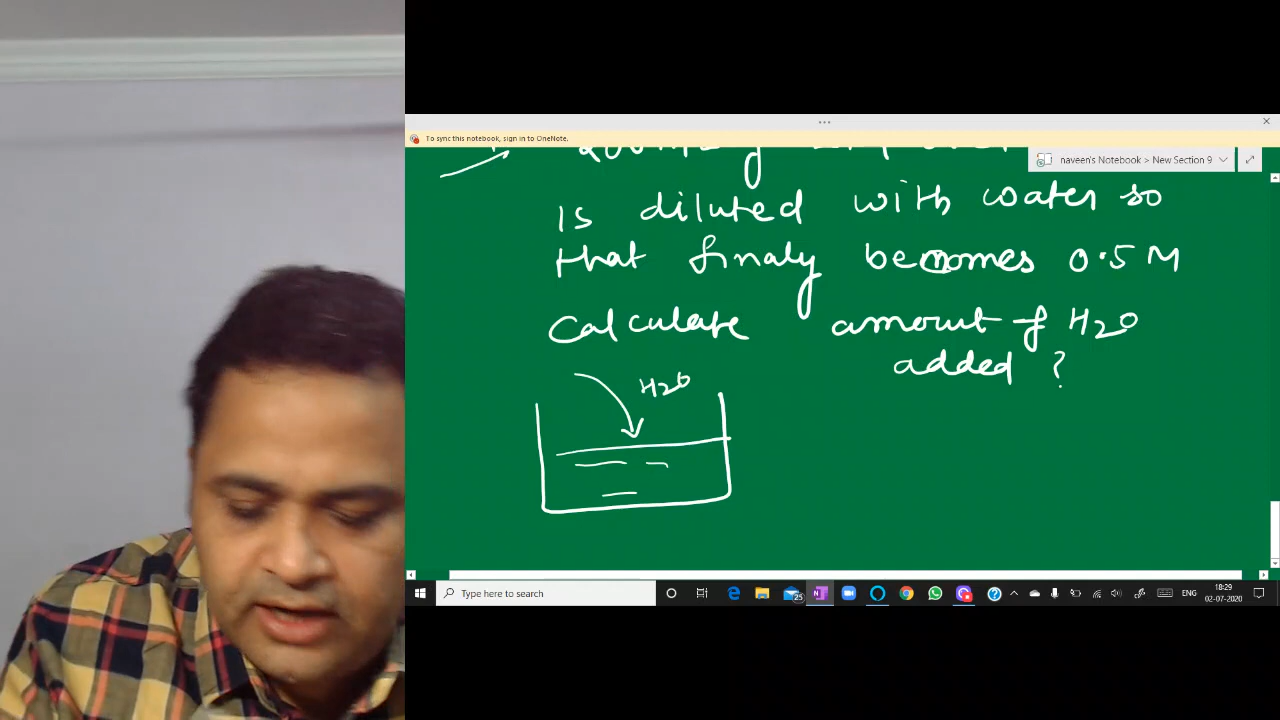 To sync this notebook, sign in to OneNote.
naveen's Notebook > New Section 9
is diluted with water so
that finaly becomes 0.5 M
Calculate amount of H2O
added ?
H2O
Type here to search
25
ENG
18:29
02-07-2020